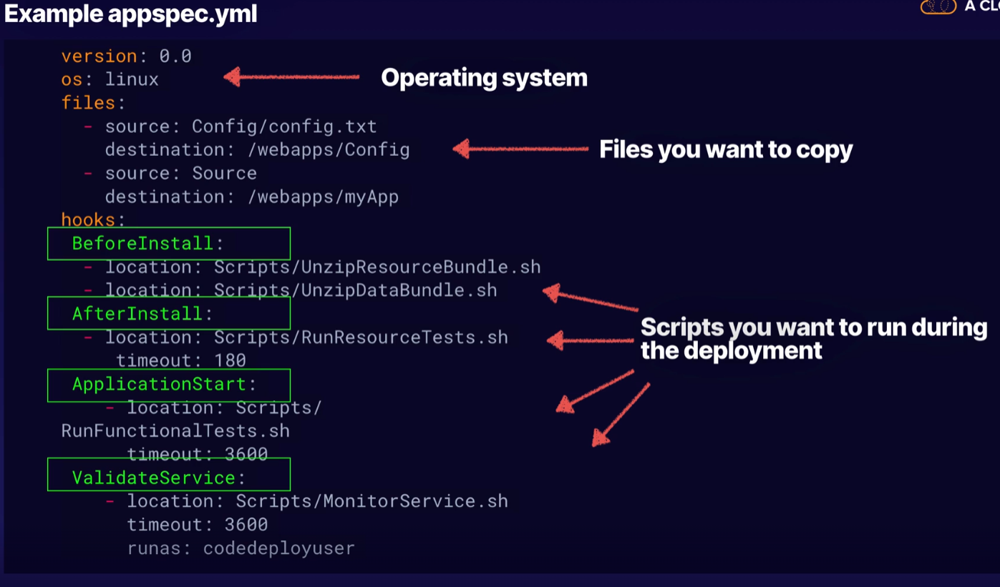 Example appspec.yml
A CL
version: 0.0
os: linux
Operating system
files:
- source: Config/config.txt
destination: /webapps/Config
Files you want to copy
- source: Source
destination: /webapps/myApp
hooks:
BeforeInstall:
- location: Scripts/UnzipResourceBundle.sh
- location: Scripts/UnzipDataBundle.sh
AfterInstall:
- location: Scripts/RunResourceTests.sh
timeout: 180
Scripts you want to run during
the deployment
ApplicationStart:
- location: Scripts/
RunFunctionalTests.sh
timeout: 3600
ValidateService:
- location: Scripts/MonitorService.sh
timeout: 3600
runas: codedeployuser